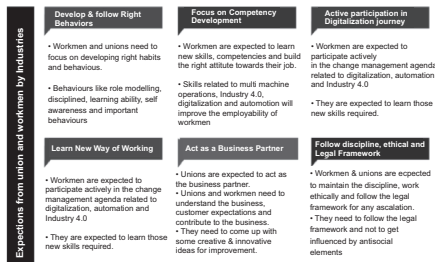 Expections from union and workmen by Industries
Develop & follow Right
Behaviors
• Workmen and unions need to
focus on developing right habits
and behavious.
• Behaviours like role modelling,
disciplined, learning ability, self
awareness and important
behaviours
Focus on Competency
Development
• Workmen are expected to learn
new skills, competencies and build
the right attitude towards their job.
• Skills related to multi machine
operations, Industry 4.0,
digitalization and automotion will
improve the employability of
workmen
Active participation in
Digitalization journey
• Workmen are expected to
participate actively
in the change management agenda
related to digitalization, automation
and Industry 4.0
• They are expected to learn those
new skills required.
Learn New Way of Working
• Workmen are expected to
participate actively in the change
management agenda related to
digitalization, automation and
Industry 4.0
• They are expected to learn those
new skills required.
Act as a Business Partner
• Unions are expected to act as
the business partner.
• Unions and workmen need to
understand the business,
customer expectations and
contribute to the business.
• They need to come up with
some creative & innovative
ideas for improvement.
Follow discipline, ethical and
Legal Framework
• Workmen & unions are ecpected
to maintain the discipline, work
ethically and follow the legal
framework for any escalation.
• They need to follow the legal
framework and not to get
influenced by antisocial
elements